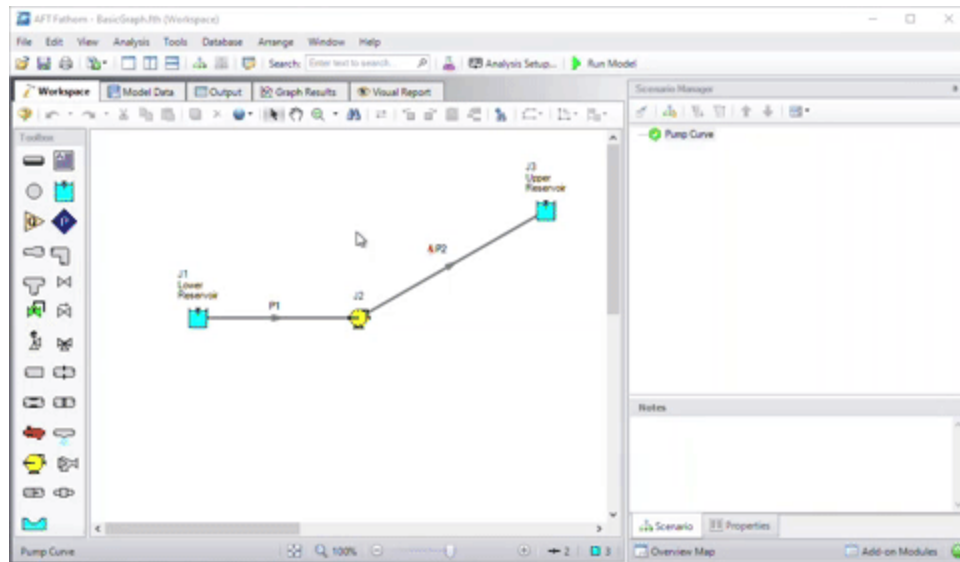 AFT Fathom - BasicGraph.fth (Workspace)
File Edit View Analysis Tools Database Arrange Window Help
Search: Enter text to search... Analysis Setup... Run Model
Workspace Model Data Output Graph Results Visual Report
Scenario Manager
Toolbox
Pump Curve
J3
Upper
Reservoir
P2
J1
Lower
Reservoir
P1
J2
Notes
Scenario Properties
Pump Curve 100% 2 3 Overview Map Add-on Modules